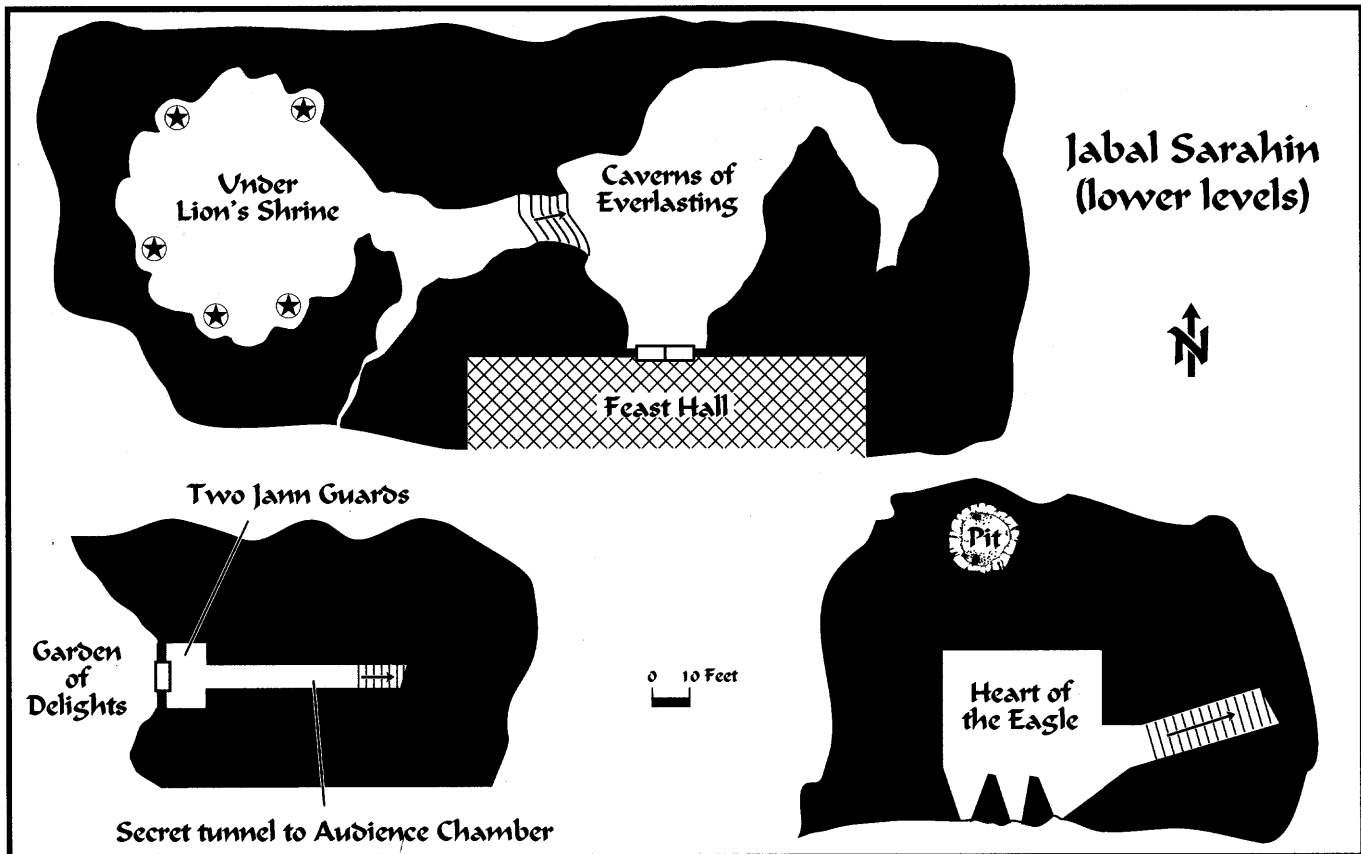 Jabal Sarahin
(lower levels)
Under
Lion's Shrine
Caverns of
Everlasting
N
Feast Hall
Two Jann Guards
Pit
Garden
of
Delights
0 10 Feet
Heart of
the Eagle
Secret tunnel to Audience Chamber